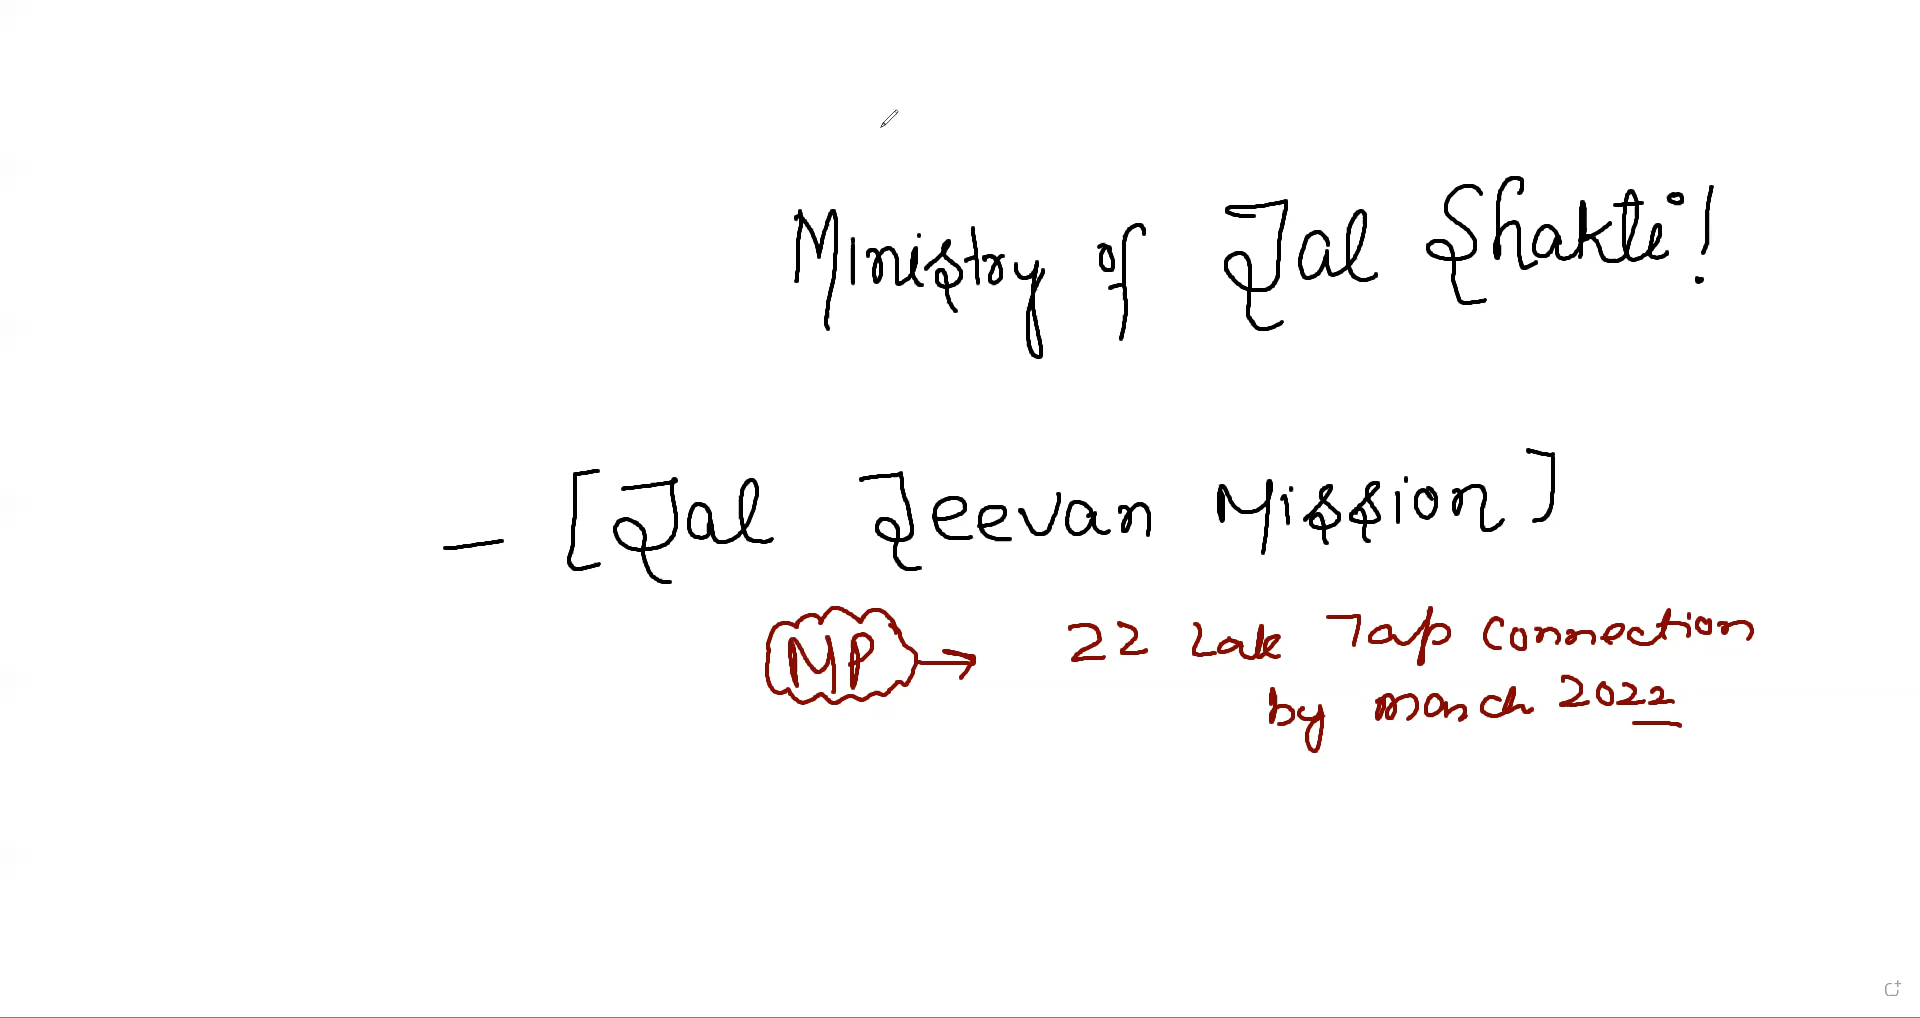 Ministry of Jal Shakti!
- [Jal Jeevan Mission]
MP → 22 Lak Tap Connection
by march 2022